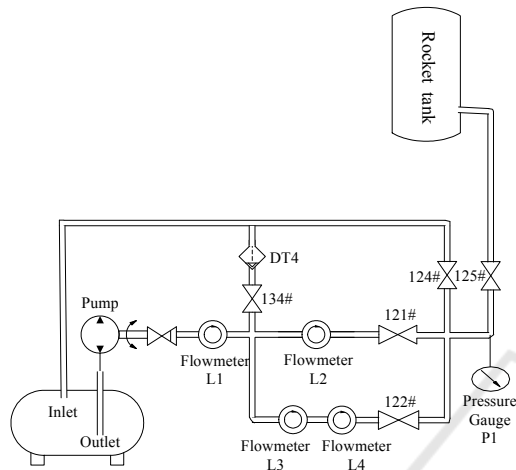 Rocket tank
DT4
124#
125#
Pump
134#
121#
Flowmeter
L1
Flowmeter
L2
Inlet
122#
Pressure
Gauge
P1
Outlet
Flowmeter
L3
Flowmeter
L4